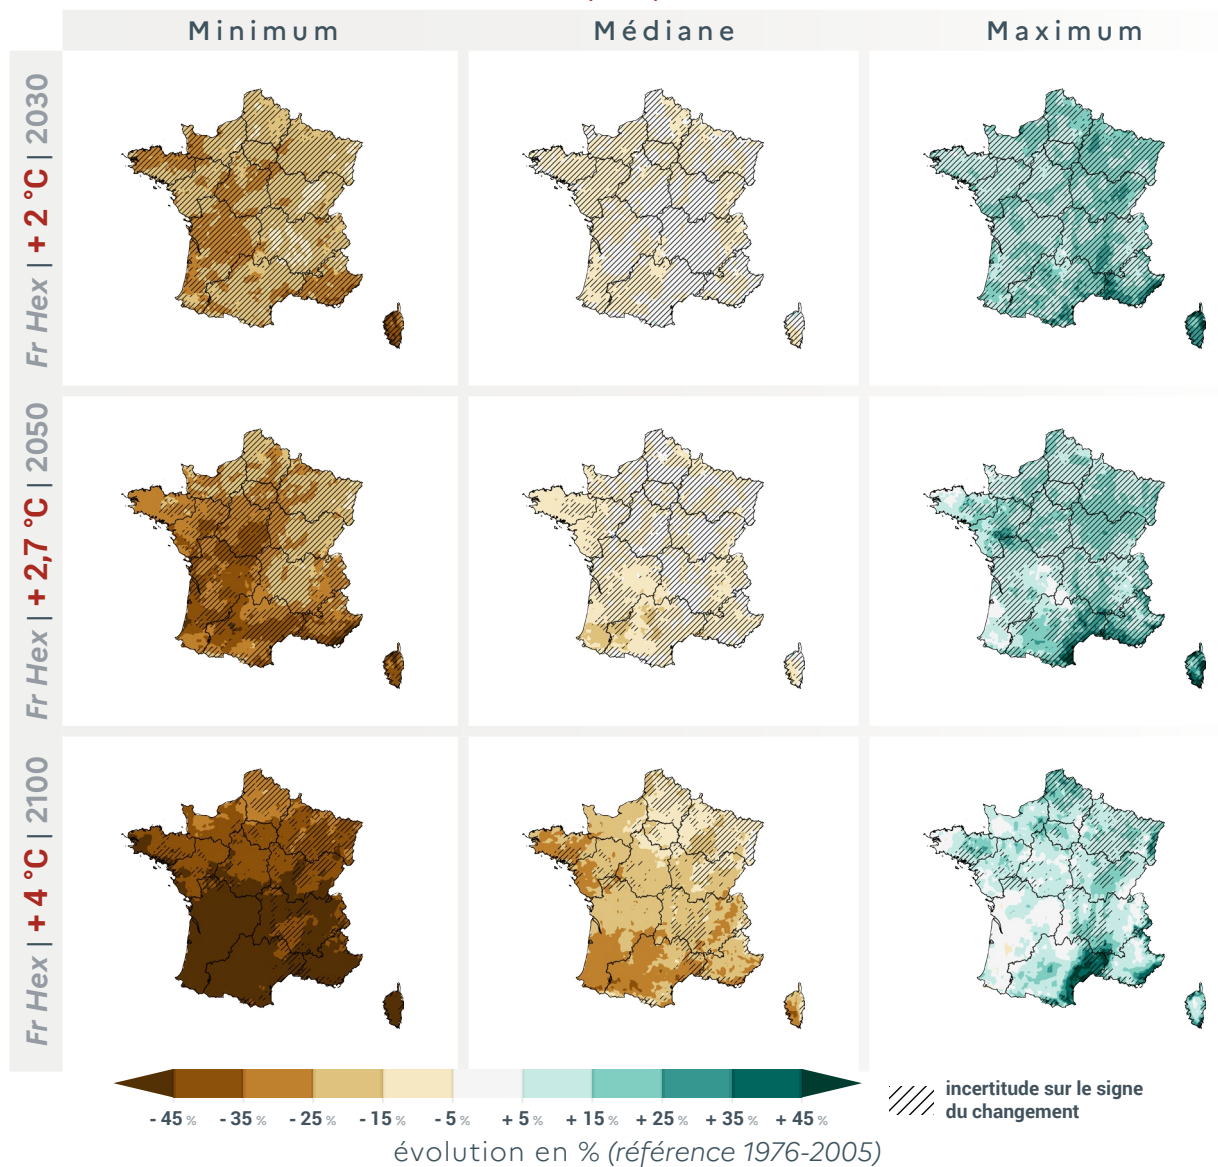 Minimum Médiane Maximum
Fr Hex | + 2 °C | 2030
Fr Hex | + 2,7 °C | 2050
Fr Hex | + 4 °C | 2100
- 45 % - 35 % - 25 % - 15 % - 5 % + 5 % + 15 % + 25 % + 35 % + 45 %
incertitude sur le signe
du changement
évolution en % (référence 1976-2005)